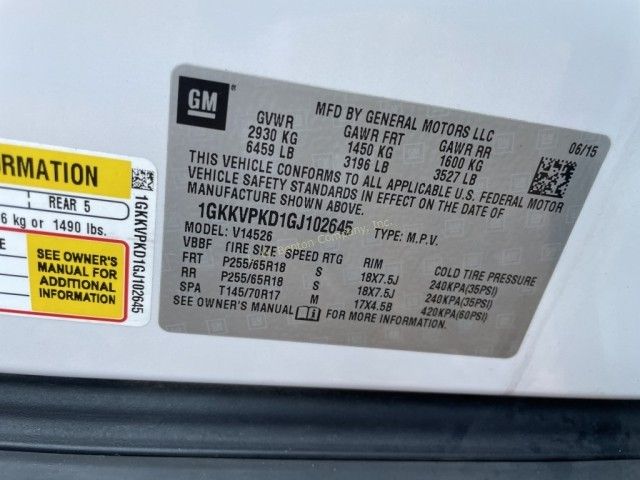 GM ®
MFD BY GENERAL MOTORS LLC 06/15
GVWR GAWR FRT GAWR RR
2930 KG 1450 KG 1600 KG
6459 LB 3196 LB 3527 LB
THIS VEHICLE CONFORMS TO ALL APPLICABLE U.S. FEDERAL MOTOR
VEHICLE SAFETY STANDARDS IN EFFECT ON THE DATE OF
MANUFACTURE SHOWN ABOVE.
1GKKVPKD1GJ102645
MODEL: V14526 TYPE: M.P.V.
VBBF TIRE SIZE SPEED RTG RIM COLD TIRE PRESSURE
FRT P255/65R18 S 18X7.5J 240KPA(35PSI)
RR P255/65R18 S 18X7.5J 240KPA(35PSI)
SPA T145/70R17 M 17X4.5B 420KPA(60PSI)
SEE OWNER'S MANUAL FOR MORE INFORMATION.
Benton Company, Inc.
ORMATION
5 REAR 5
6 kg or 1490 lbs.
SEE OWNER'S
MANUAL FOR
ADDITIONAL
INFORMATION
1GKKVPKD1GJ102645